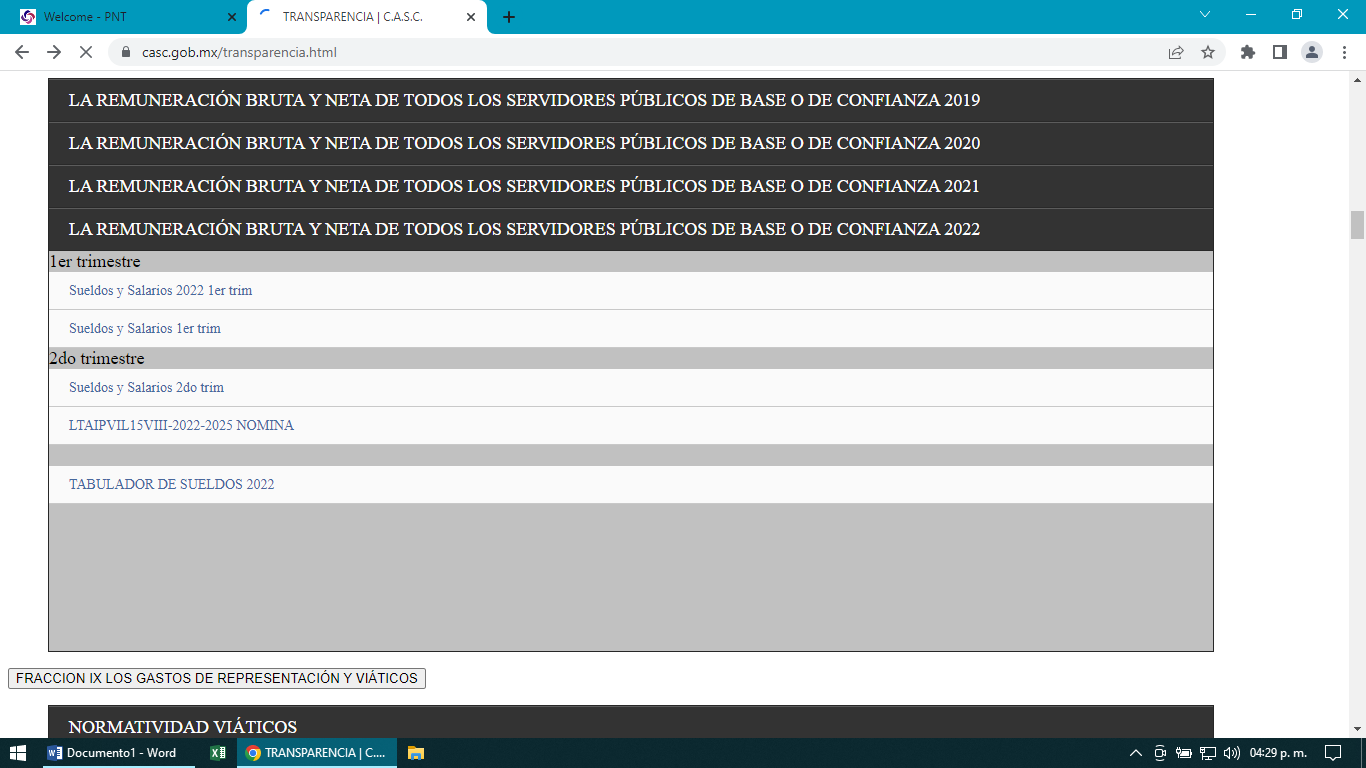 Welcome - PNT
TRANSPARENCIA | C.A.S.C.
casc.gob.mx/transparencia.html
LA REMUNERACIÓN BRUTA Y NETA DE TODOS LOS SERVIDORES PÚBLICOS DE BASE O DE CONFIANZA 2019
LA REMUNERACIÓN BRUTA Y NETA DE TODOS LOS SERVIDORES PÚBLICOS DE BASE O DE CONFIANZA 2020
LA REMUNERACIÓN BRUTA Y NETA DE TODOS LOS SERVIDORES PÚBLICOS DE BASE O DE CONFIANZA 2021
LA REMUNERACIÓN BRUTA Y NETA DE TODOS LOS SERVIDORES PÚBLICOS DE BASE O DE CONFIANZA 2022
1er trimestre
Sueldos y Salarios 2022 1er trim
Sueldos y Salarios 1er trim
2do trimestre
Sueldos y Salarios 2do trim
LTAIPVIL15VIII-2022-2025 NOMINA
TABULADOR DE SUELDOS 2022
FRACCION IX LOS GASTOS DE REPRESENTACIÓN Y VIÁTICOS
NORMATIVIDAD VIÁTICOS
Documento1 - Word
TRANSPARENCIA | C....
04:29 p. m.